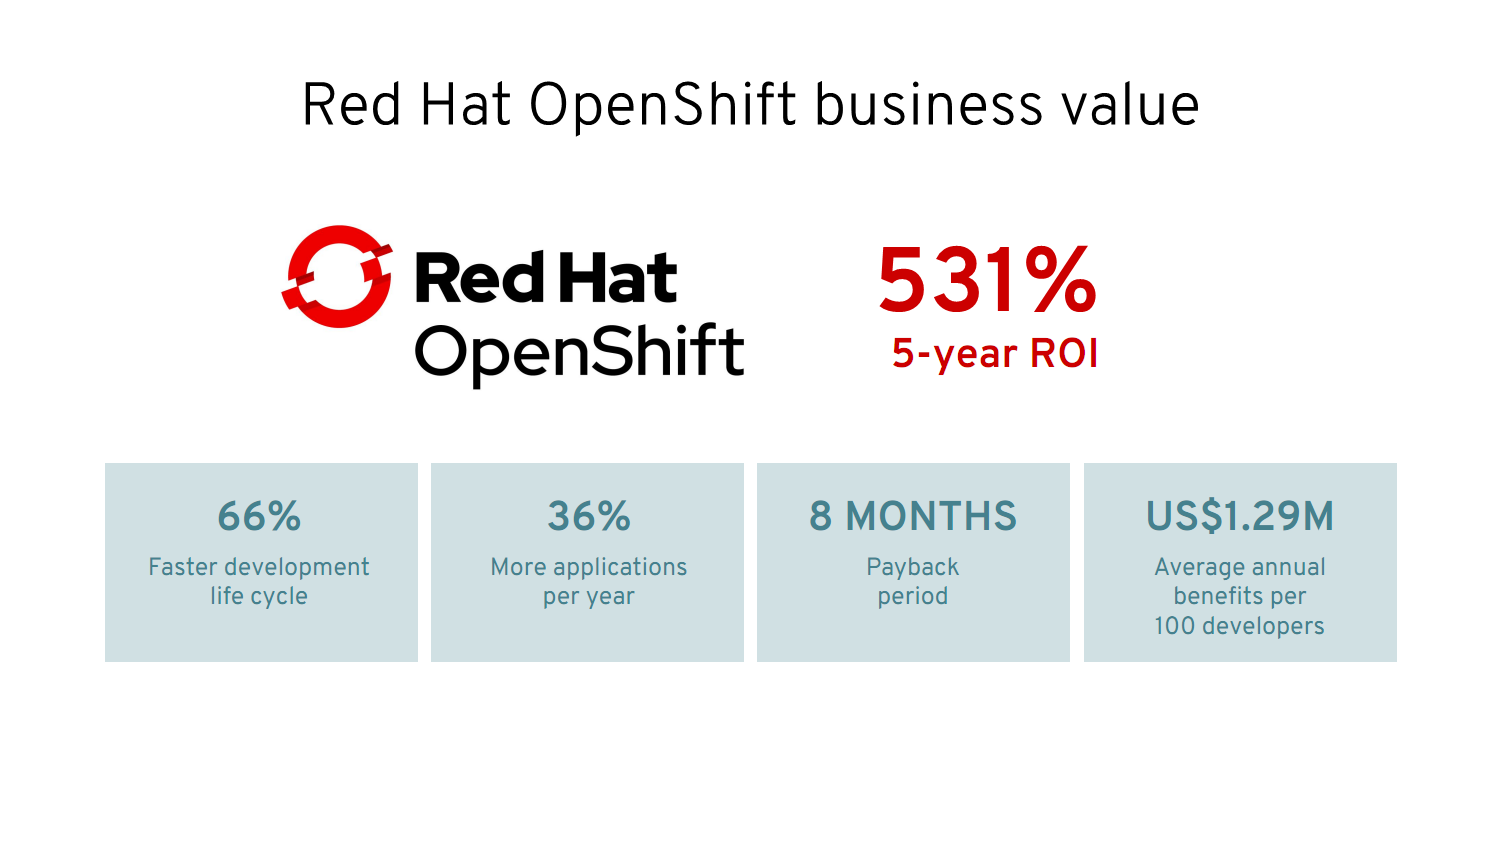 Red Hat OpenShift business value
Red Hat
OpenShift
531%
5-year ROI
66%
Faster development
life cycle
36%
More applications
per year
8 MONTHS
Payback
period
US$1.29M
Average annual
benefits per
100 developers